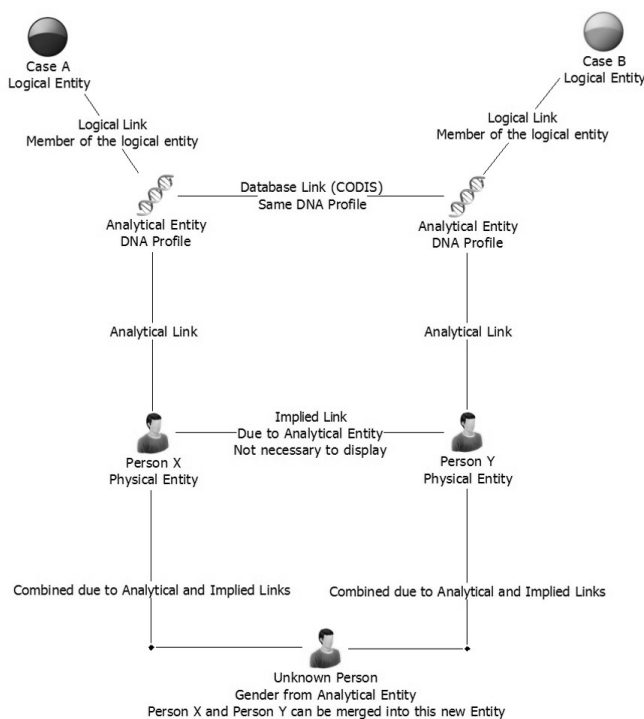 Case A
Logical Entity
Case B
Logical Entity
Logical Link
Member of the logical entity
Logical Link
Member of the logical entity
Database Link (CODIS)
Same DNA Profile
Analytical Entity
DNA Profile
Analytical Entity
DNA Profile
Analytical Link
Analytical Link
Implied Link
Due to Analytical Entity
Not necessary to display
Person X
Physical Entity
Person Y
Physical Entity
Combined due to Analytical and Implied Links
Combined due to Analytical and Implied Links
Unknown Person
Gender from Analytical Entity
Person X and Person Y can be merged into this new Entity